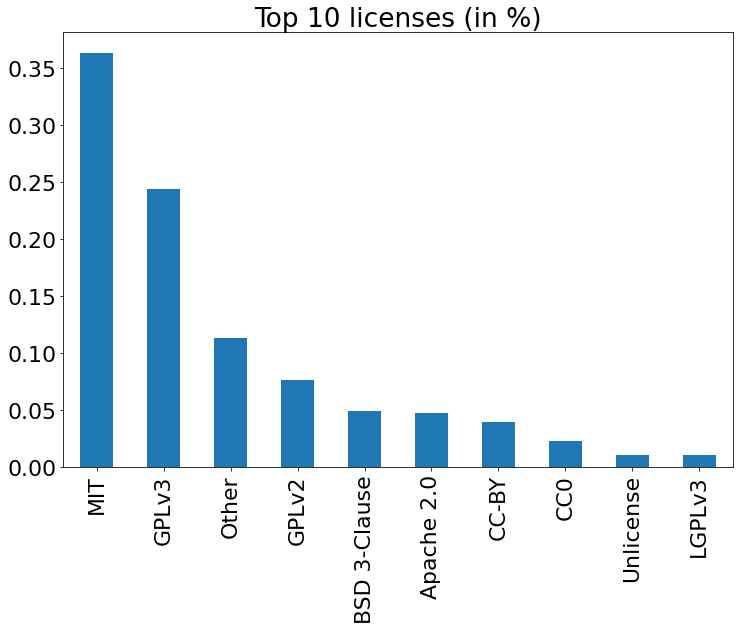 Top 10 licenses (in %)
0.35
0.30
0.25
0.20
0.15
0.10
0.05
0.00
MIT
GPLv3
Other
GPLv2
BSD 3-Clause
Apache 2.0
CC-BY
CC0
Unlicense
LGPLv3